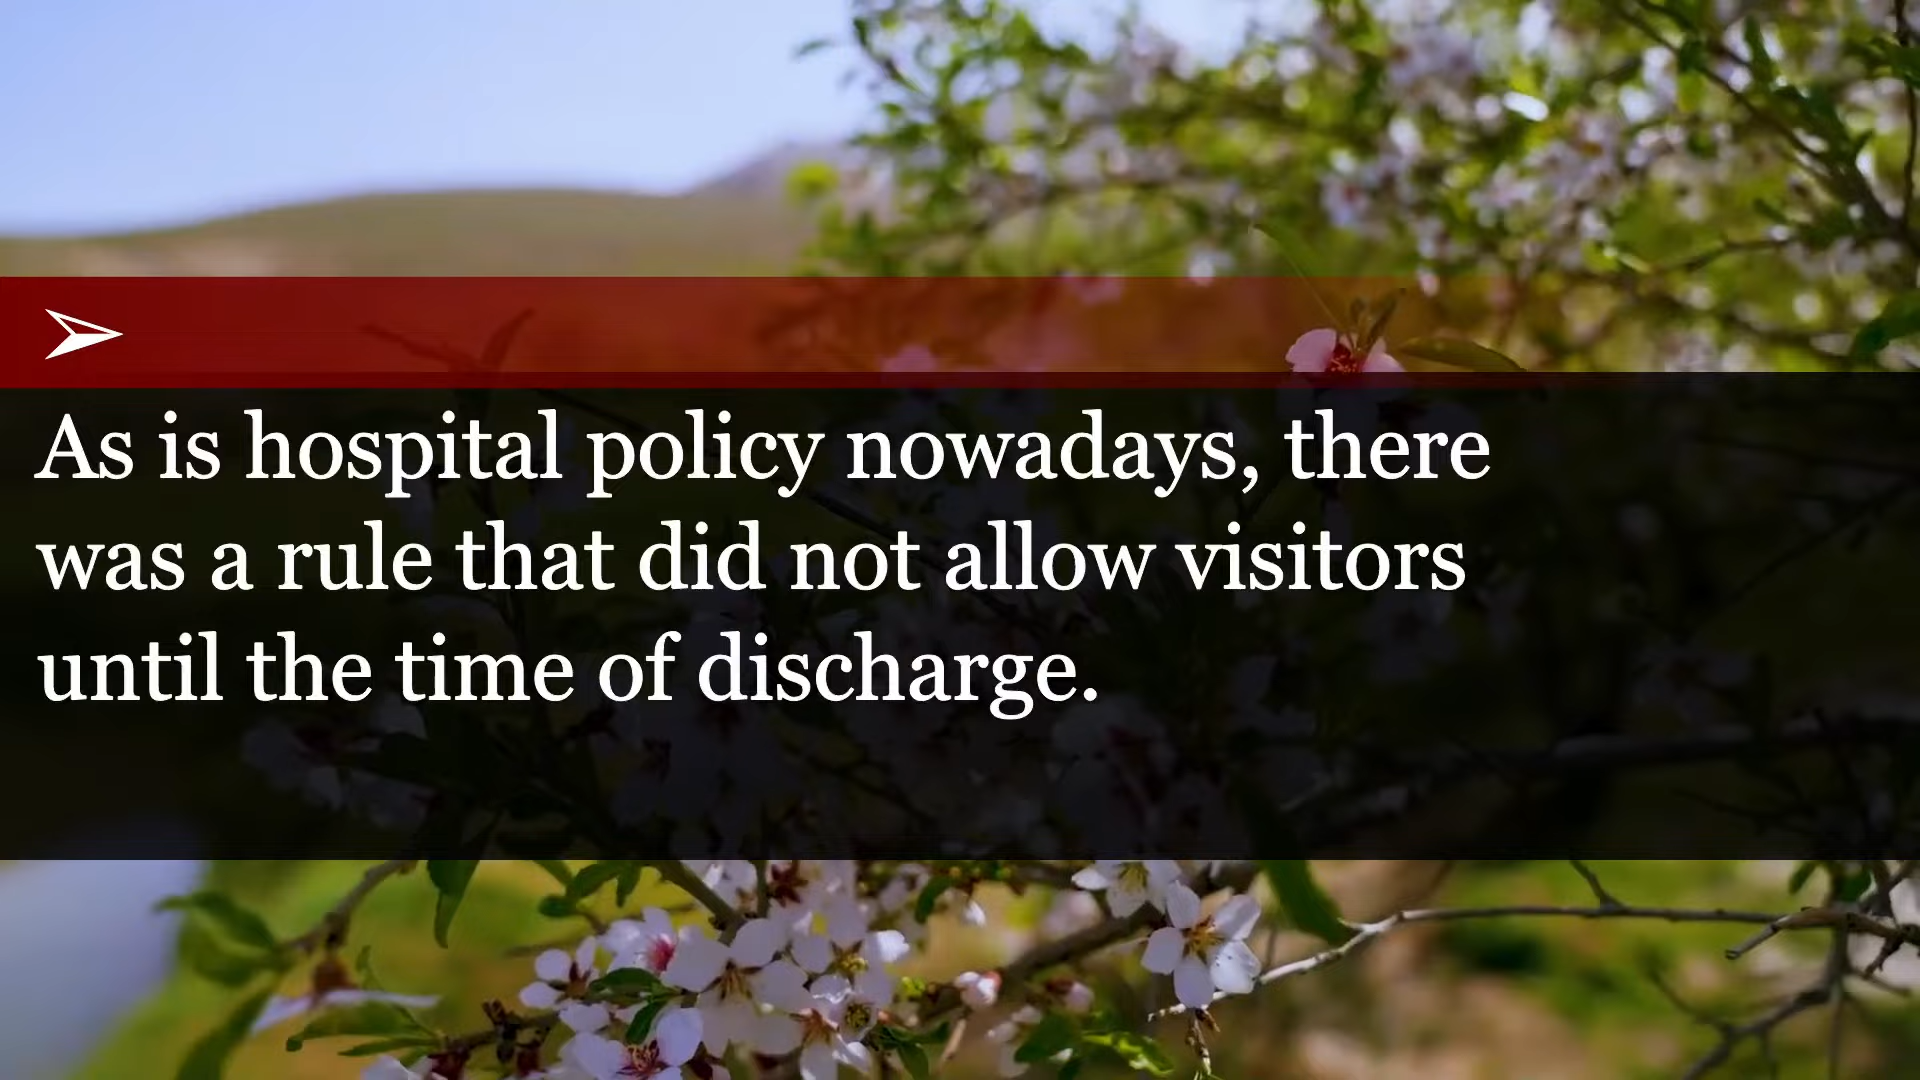 As is hospital policy nowadays, there
was a rule that did not allow visitors
until the time of discharge.